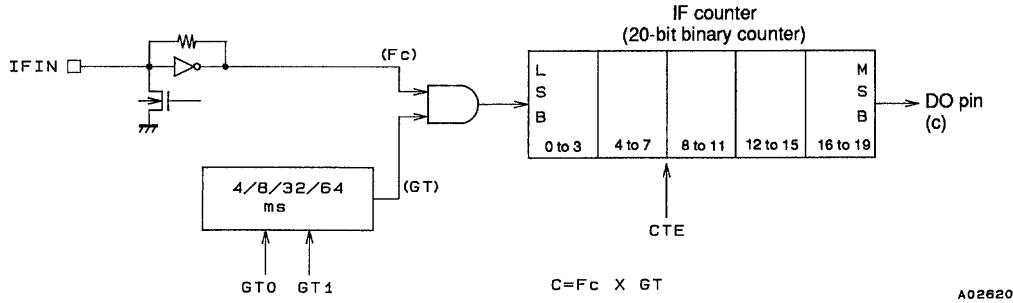 IF counter
(20-bit binary counter)
IFIN
(Fc)
L
S
B
M
S
B
DO pin
(c)
0 to 3
4 to 7
8 to 11
12 to 15
16 to 19
4/8/32/64
ms
(GT)
CTE
GT0 GT1
C=Fc X GT
A02620